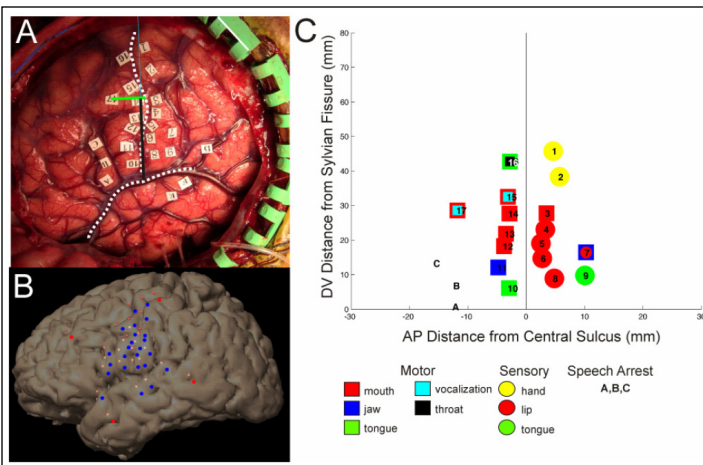 A
C
DV Distance from Sylvian Fissure (mm)
80
70
60
50
40
30
20
10
0
1
16
2
15
17 14 3
13 4
12 5
6 7
C 11
8 9
B 10
A
-30 -20 -10 0 10 20 30
AP Distance from Central Sulcus (mm)
B
Motor Sensory Speech Arrest
mouth vocalization hand A,B,C
jaw throat lip
tongue tongue